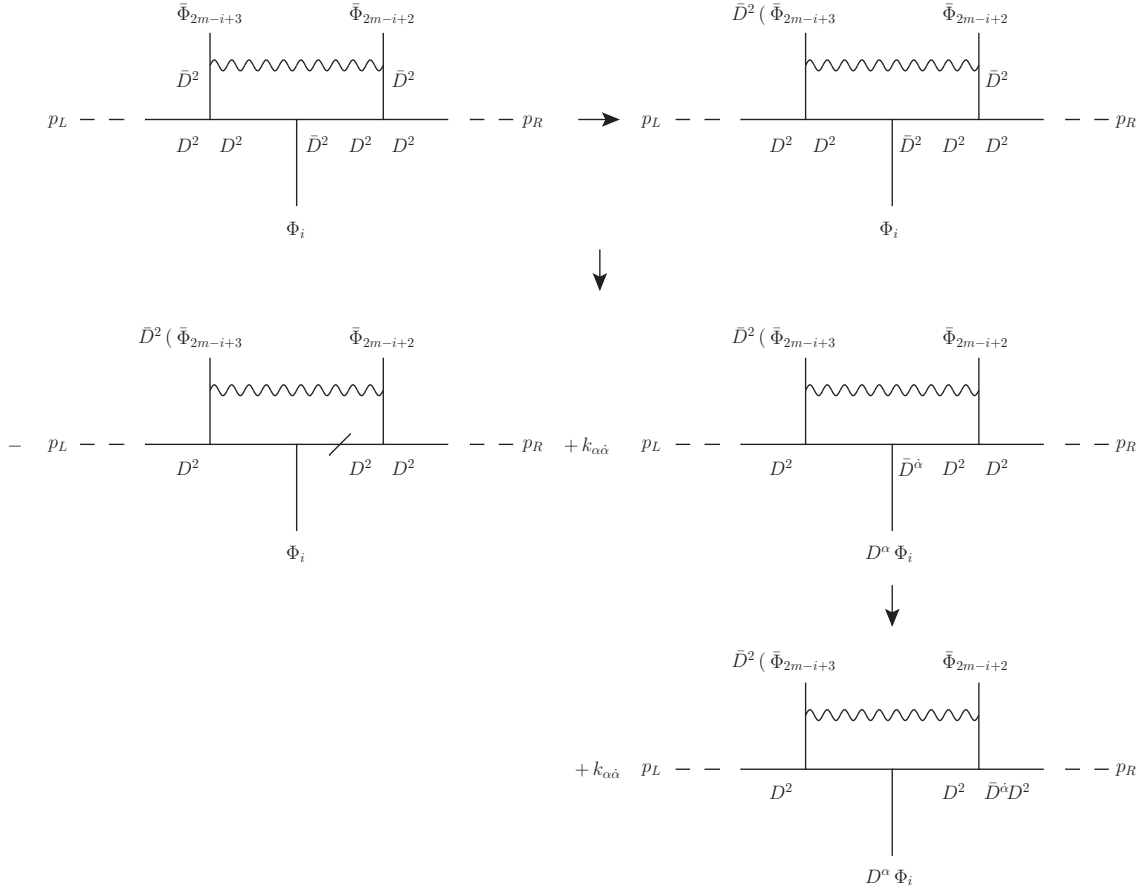 Φ̄_{2m−i+3} Φ̄_{2m−i+2} D̄² ( Φ̄_{2m−i+3} Φ̄_{2m−i+2}
D̄² D̄² D̄²
p_L p_R p_L p_R
D² D² D̄² D² D² D² D² D̄² D² D²
Φ_i Φ_i
D̄² ( Φ̄_{2m−i+3} Φ̄_{2m−i+2} D̄² ( Φ̄_{2m−i+3} Φ̄_{2m−i+2}
− p_L p_R + k_{αα̇} p_L p_R
D² D² D² D² D̄^{α̇} D² D²
Φ_i D^α Φ_i
D̄² ( Φ̄_{2m−i+3} Φ̄_{2m−i+2}
+ k_{αα̇} p_L p_R
D² D² D̄^{α̇}D²
D^α Φ_i